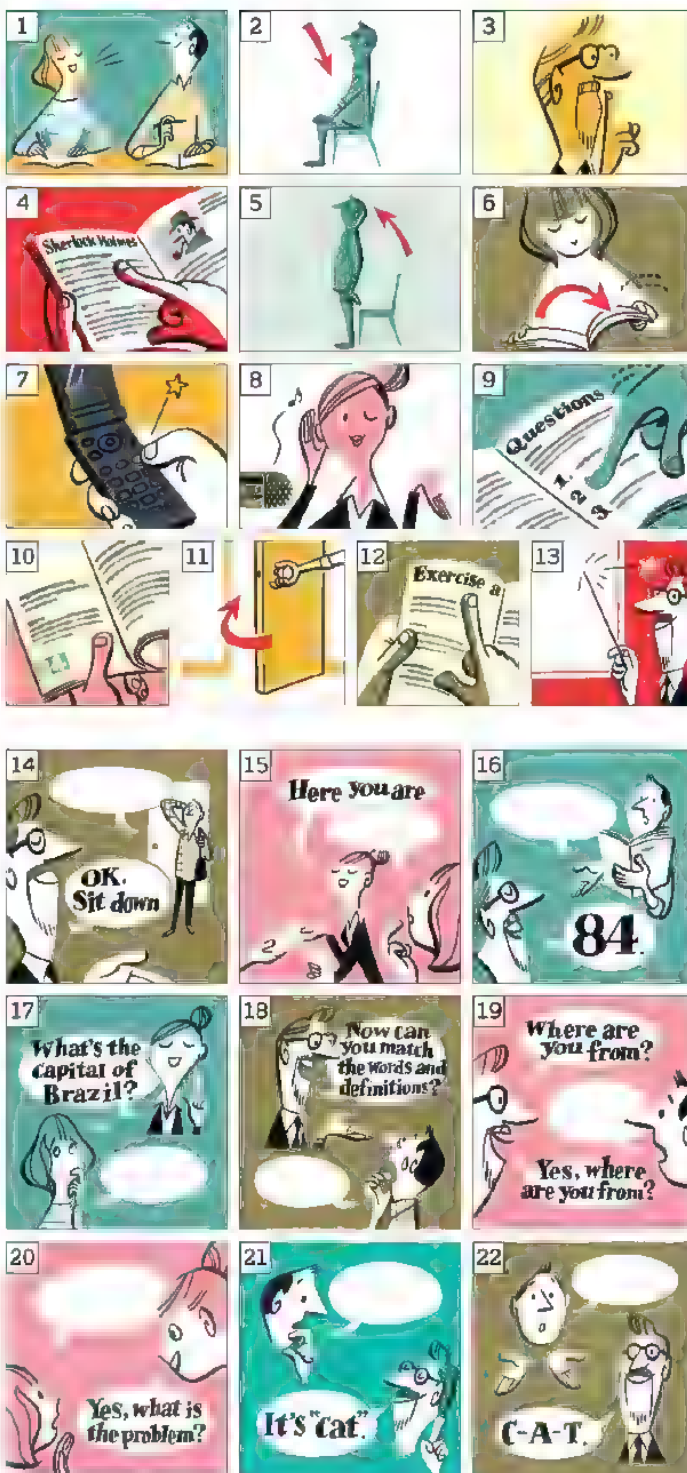 1
2
3
4
Sherlock Holmes
5
6
7
8
9
Questions
1
2
3
10
11
12
Exercise a
13
14
OK.
Sit down
15
Here you are
16
84.
17
What's the
capital of
Brazil?
18
Now can
you match
the words and
definitions?
19
Where are
you from?
Yes, where
are you from?
20
Yes, what is
the problem?
21
It's "cat".
22
C-A-T.